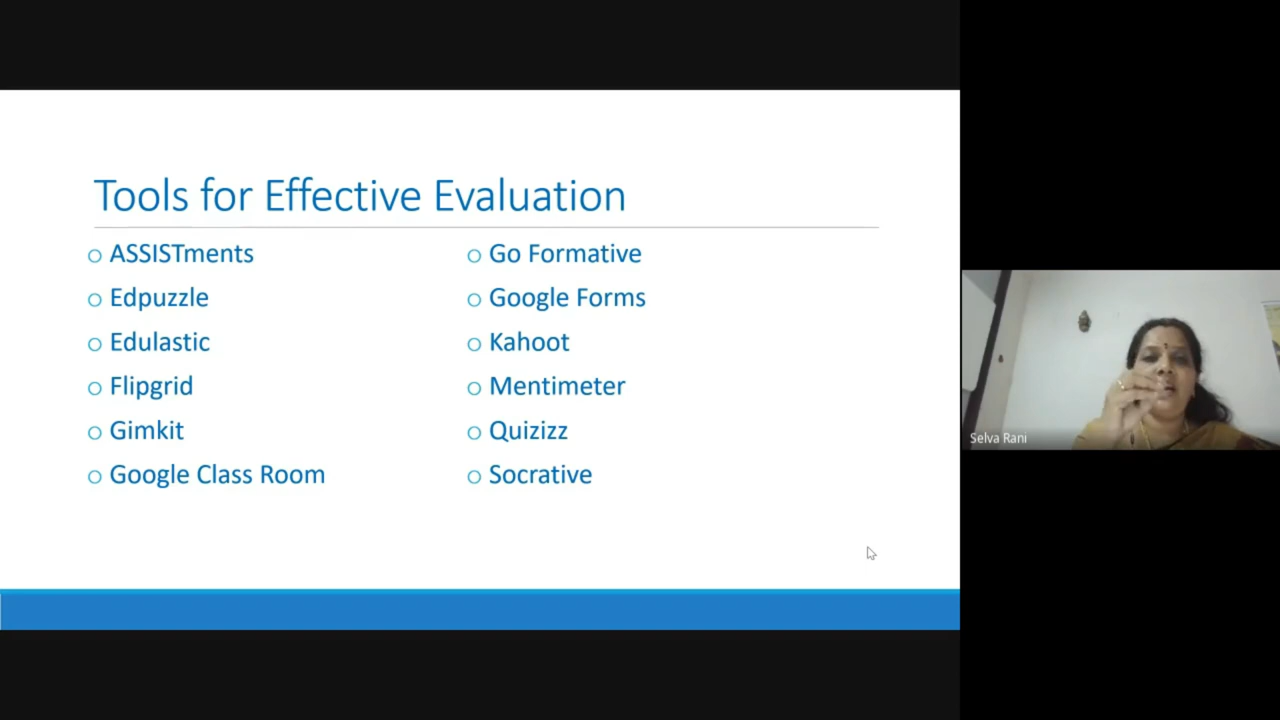 Tools for Effective Evaluation
ASSISTments
Edpuzzle
Edulastic
Flipgrid
Gimkit
Google Class Room
Go Formative
Google Forms
Kahoot
Mentimeter
Quizizz
Socrative
Selva Rani